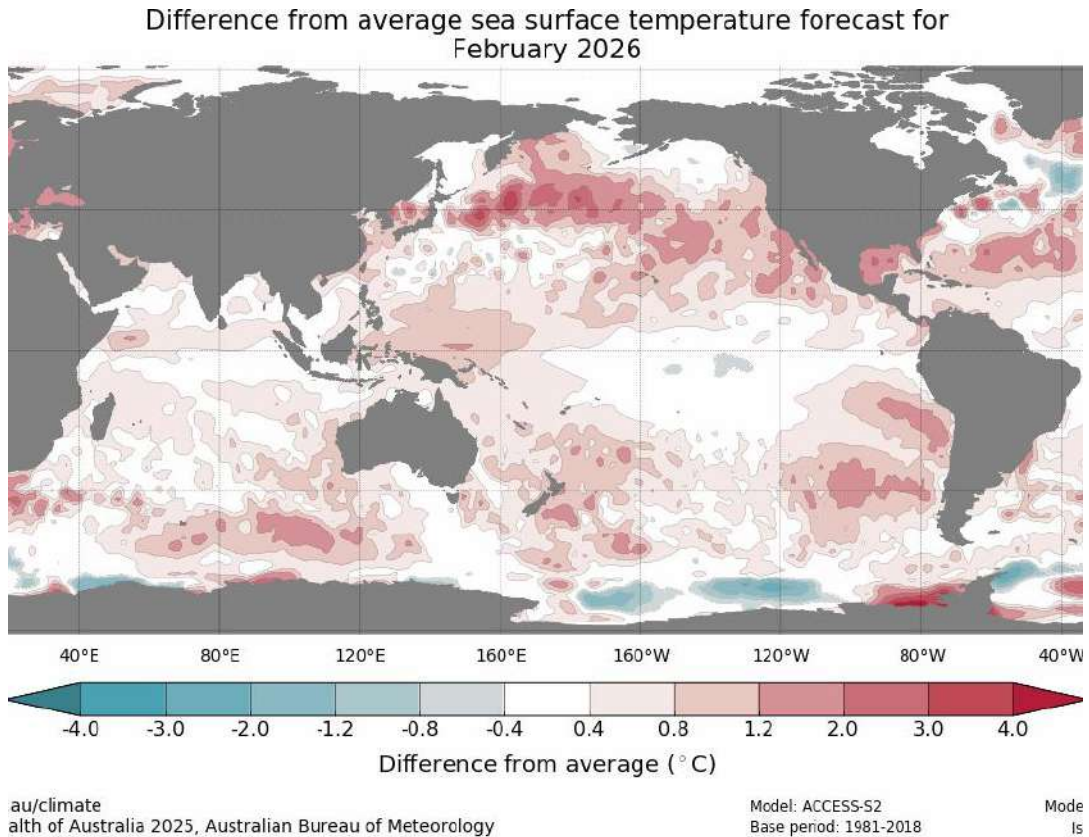 Difference from average sea surface temperature forecast for
February 2026
40°E 80°E 120°E 160°E 160°W 120°W 80°W 40°W
-4.0 -3.0 -2.0 -1.2 -0.8 -0.4 0.4 0.8 1.2 2.0 3.0 4.0
Difference from average (°C)
au/climate
alth of Australia 2025, Australian Bureau of Meteorology
Model: ACCESS-S2
Base period: 1981-2018
Mode
Is